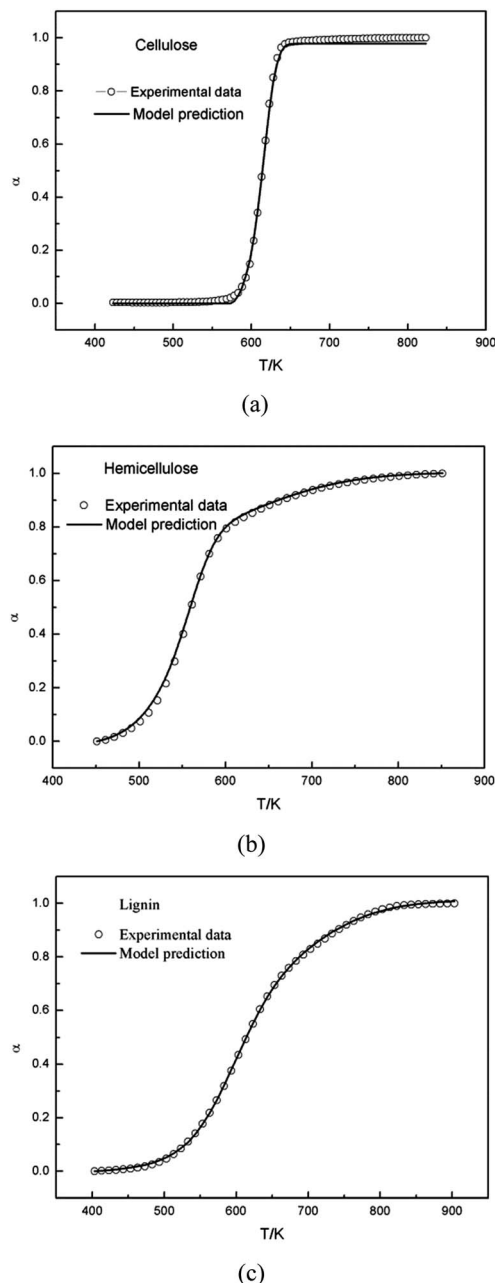 Cellulose
Experimental data
Model prediction
1.0
0.8
0.6
0.4
0.2
0.0
α
400 500 600 700 800 900
T/K
(a)
Hemicellulose
Experimental data
Model prediction
1.0
0.8
0.6
0.4
0.2
0.0
α
400 500 600 700 800 900
T/K
(b)
Lignin
Experimental data
Model prediction
1.0
0.8
0.6
0.4
0.2
0.0
α
400 500 600 700 800 900
T/K
(c)